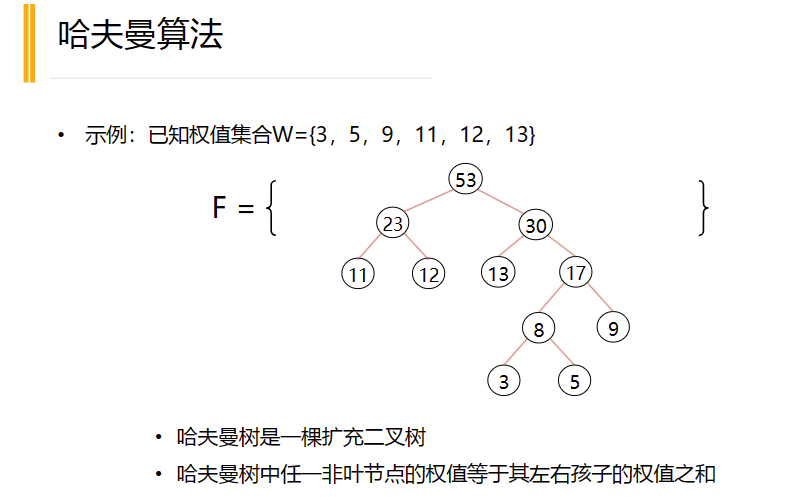 哈夫曼算法
• 示例：已知权值集合W={3，5，9，11，12，13}
F = { }
53
23 30
11 12 13 17
8 9
3 5
• 哈夫曼树是一棵扩充二叉树
• 哈夫曼树中任一非叶节点的权值等于其左右孩子的权值之和